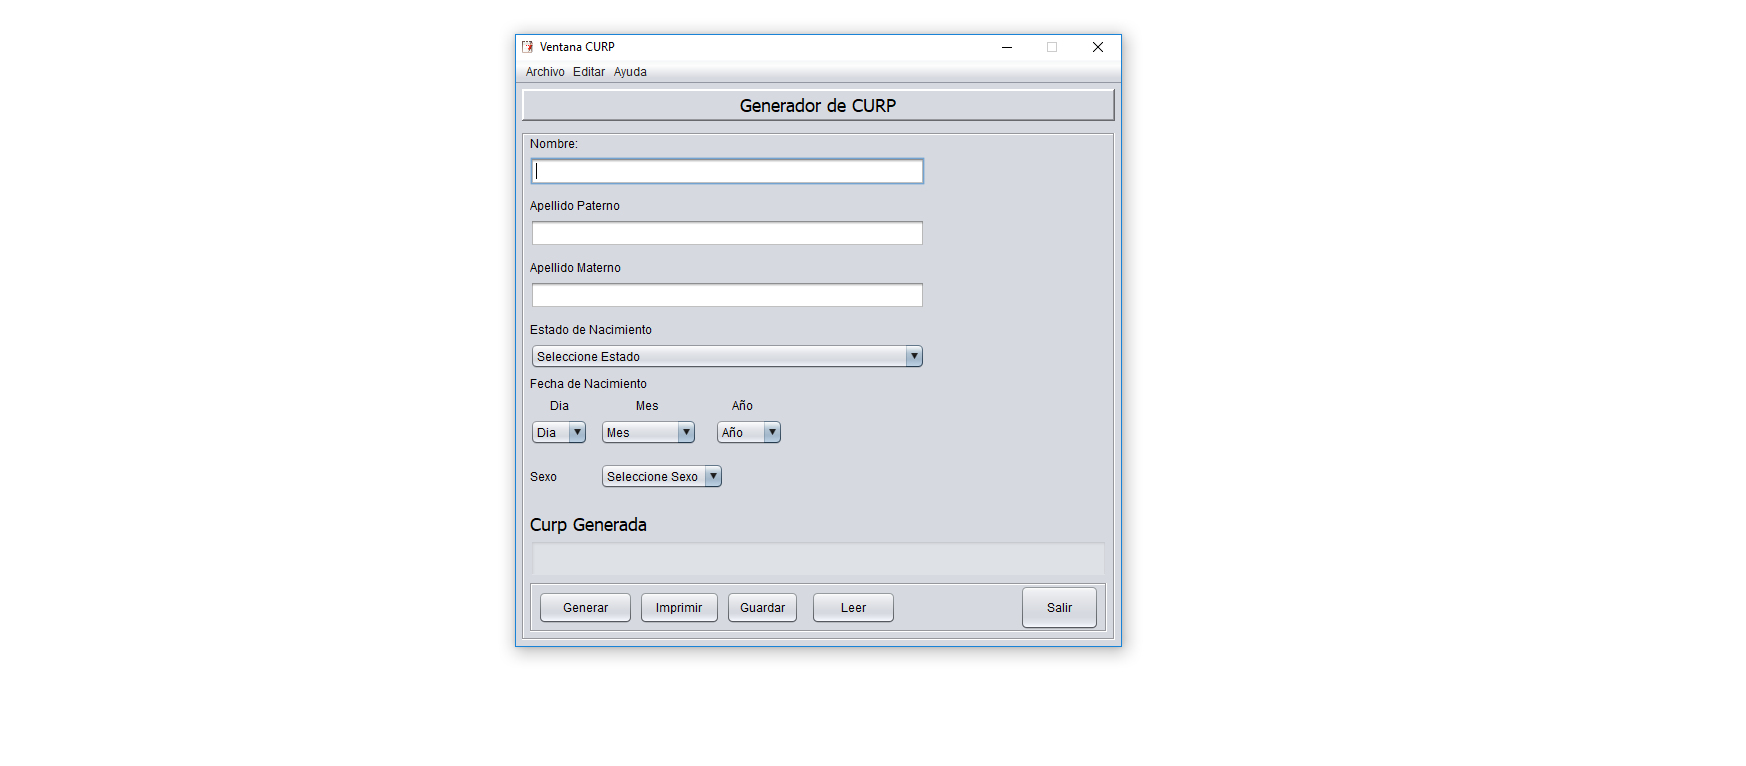 Ventana CURP
Archivo Editar Ayuda
Generador de CURP
Nombre:
Apellido Paterno
Apellido Materno
Estado de Nacimiento
Seleccione Estado
Fecha de Nacimiento
Dia Mes Año
Dia Mes Año
Sexo Seleccione Sexo
Curp Generada
Generar Imprimir Guardar Leer Salir